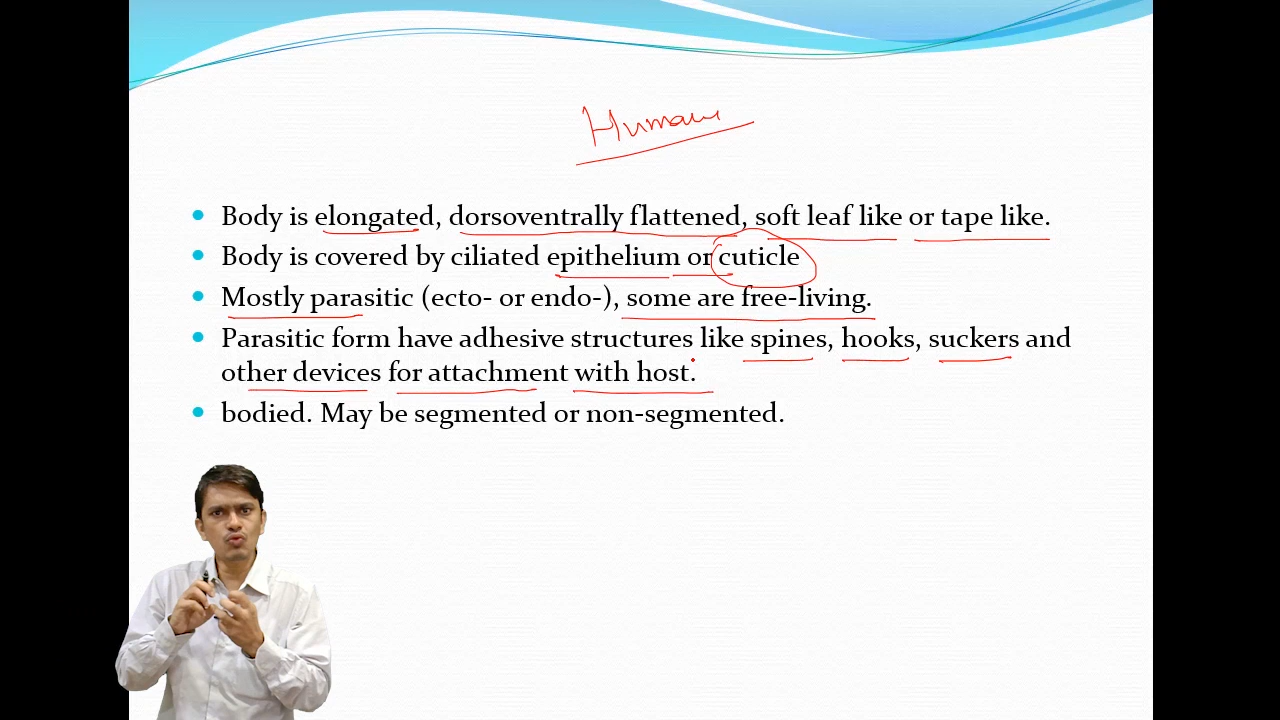 Human
Body is elongated, dorsoventrally flattened, soft leaf like or tape like.
Body is covered by ciliated epithelium or cuticle
Mostly parasitic (ecto- or endo-), some are free-living.
Parasitic form have adhesive structures like spines, hooks, suckers and
other devices for attachment with host.
bodied. May be segmented or non-segmented.